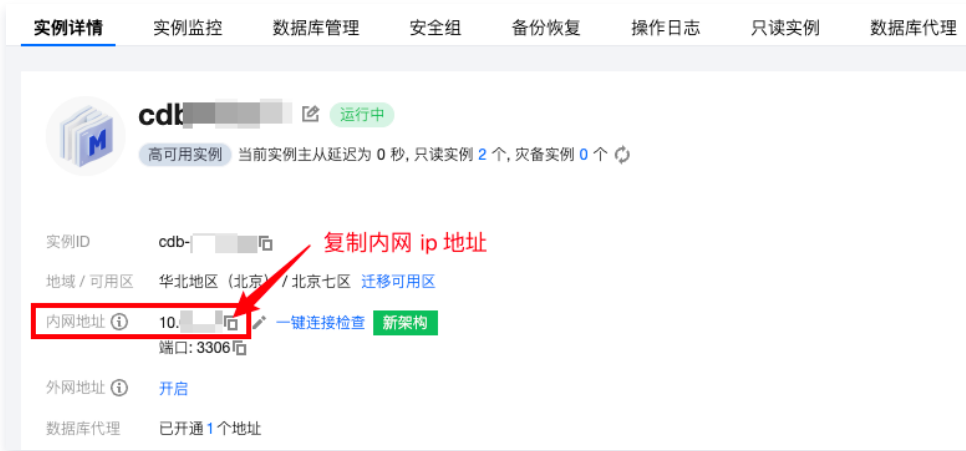 实例详情 实例监控 数据库管理 安全组 备份恢复 操作日志 只读实例 数据库代理
cdb 运行中
M
高可用实例 当前实例主从延迟为 0 秒, 只读实例 2 个, 灾备实例 0 个
复制内网 ip 地址
实例ID cdb-
地域 / 可用区 华北地区（北京） / 北京七区 迁移可用区
内网地址 10. 一键连接检查 新架构
端口: 3306
外网地址 开启
数据库代理 已开通 1 个地址